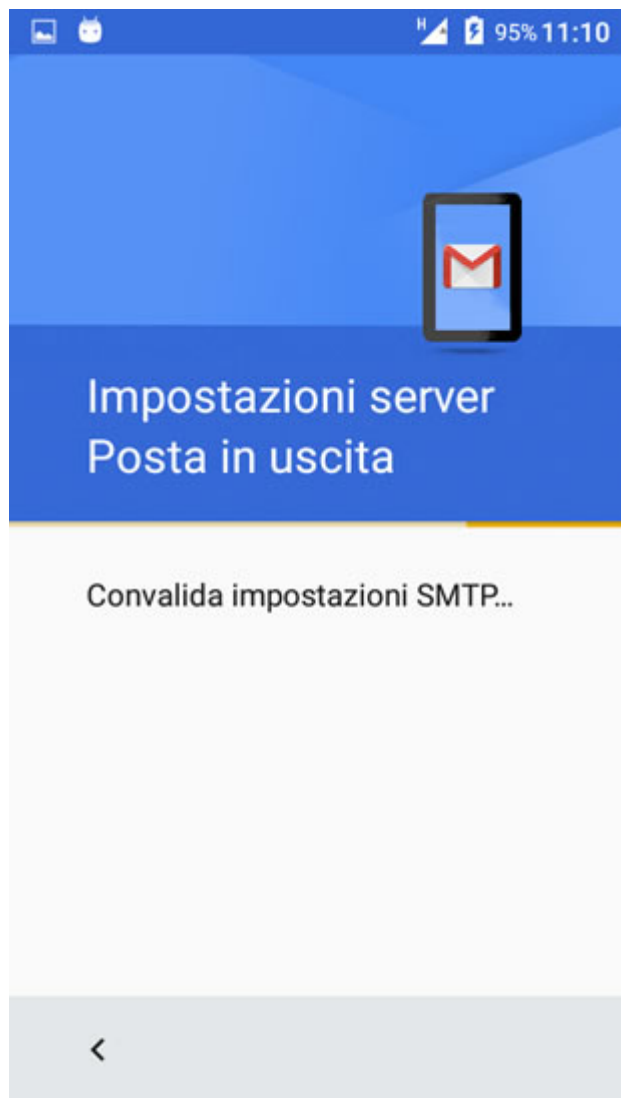 H 95% 11:10
Impostazioni server
Posta in uscita
Convalida impostazioni SMTP...